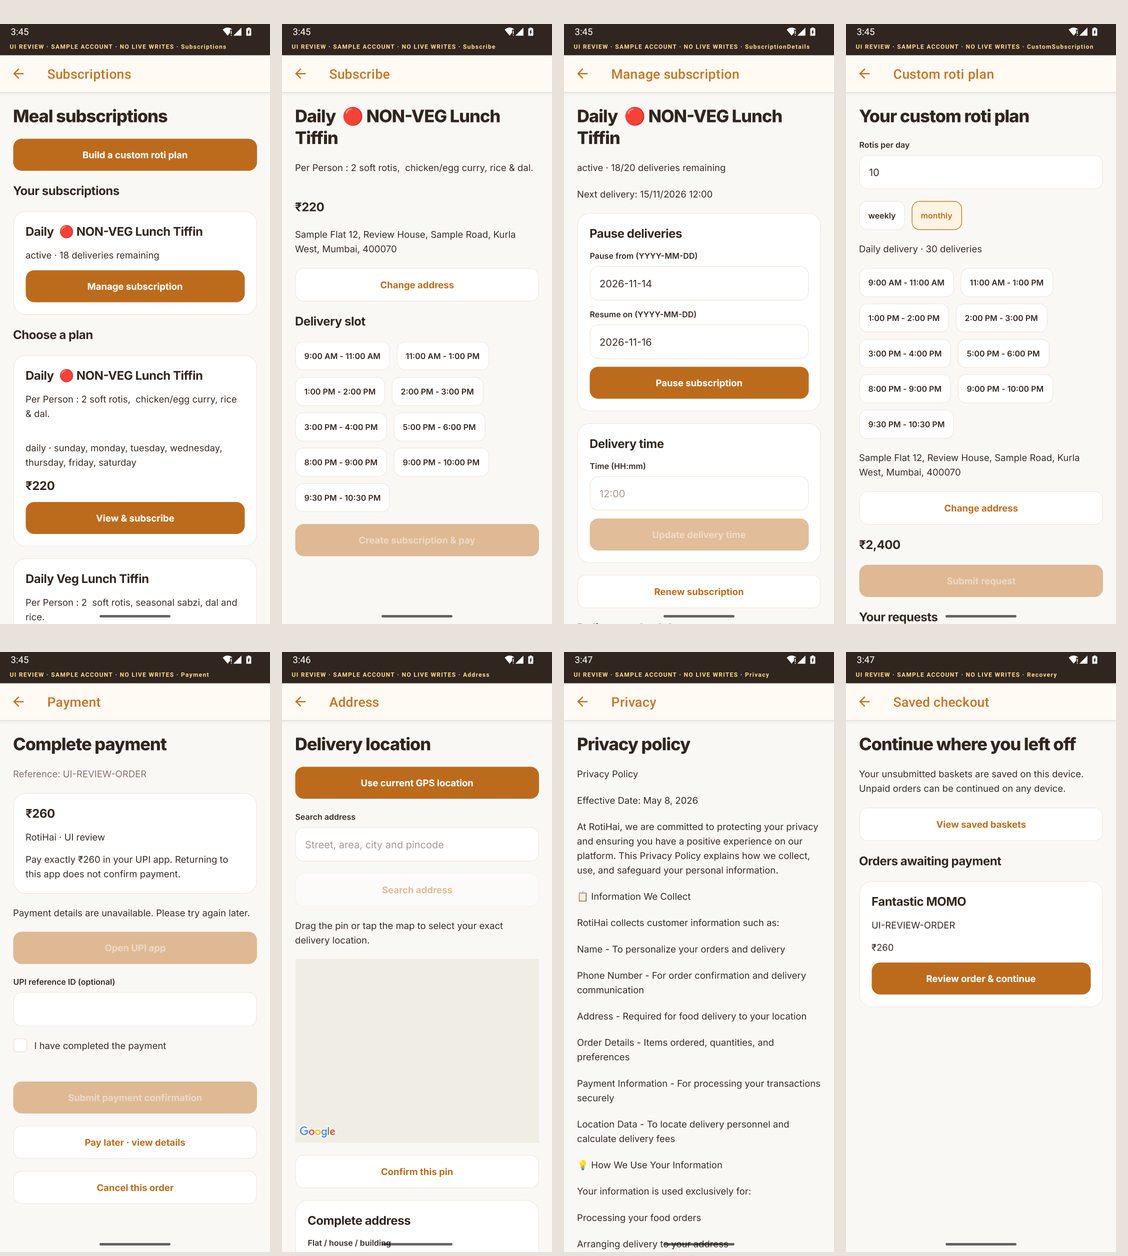 3:45
UI REVIEW · SAMPLE ACCOUNT · NO LIVE WRITES · Subscriptions
Subscriptions
Meal subscriptions
Build a custom roti plan
Your subscriptions
Daily 🔴 NON-VEG Lunch Tiffin
active · 18 deliveries remaining
Manage subscription
Choose a plan
Daily 🔴 NON-VEG Lunch Tiffin
Per Person : 2 soft rotis,  chicken/egg curry, rice
& dal.
daily · sunday, monday, tuesday, wednesday,
thursday, friday, saturday
₹220
View & subscribe
Daily Veg Lunch Tiffin
Per Person : 2  soft rotis, seasonal sabzi, dal and
rice.
3:45
UI REVIEW · SAMPLE ACCOUNT · NO LIVE WRITES · Subscribe
Subscribe
Daily 🔴 NON-VEG Lunch
Tiffin
Per Person : 2 soft rotis,  chicken/egg curry, rice & dal.
₹220
Sample Flat 12, Review House, Sample Road, Kurla
West, Mumbai, 400070
Change address
Delivery slot
9:00 AM - 11:00 AM
11:00 AM - 1:00 PM
1:00 PM - 2:00 PM
2:00 PM - 3:00 PM
3:00 PM - 4:00 PM
5:00 PM - 6:00 PM
8:00 PM - 9:00 PM
9:00 PM - 10:00 PM
9:30 PM - 10:30 PM
Create subscription & pay
3:45
UI REVIEW · SAMPLE ACCOUNT · NO LIVE WRITES · SubscriptionDetails
Manage subscription
Daily 🔴 NON-VEG Lunch
Tiffin
active · 18/20 deliveries remaining
Next delivery: 15/11/2026 12:00
Pause deliveries
Pause from (YYYY-MM-DD)
2026-11-14
Resume on (YYYY-MM-DD)
2026-11-16
Pause subscription
Delivery time
Time (HH:mm)
12:00
Update delivery time
Renew subscription
3:45
UI REVIEW · SAMPLE ACCOUNT · NO LIVE WRITES · CustomSubscription
Custom roti plan
Your custom roti plan
Rotis per day
10
weekly
monthly
Daily delivery · 30 deliveries
9:00 AM - 11:00 AM
11:00 AM - 1:00 PM
1:00 PM - 2:00 PM
2:00 PM - 3:00 PM
3:00 PM - 4:00 PM
5:00 PM - 6:00 PM
8:00 PM - 9:00 PM
9:00 PM - 10:00 PM
9:30 PM - 10:30 PM
Sample Flat 12, Review House, Sample Road, Kurla
West, Mumbai, 400070
Change address
₹2,400
Submit request
Your requests
3:45
UI REVIEW · SAMPLE ACCOUNT · NO LIVE WRITES · Payment
Payment
Complete payment
Reference: UI-REVIEW-ORDER
₹260
RotiHai · UI review
Pay exactly ₹260 in your UPI app. Returning to
this app does not confirm payment.
Payment details are unavailable. Please try again later.
Open UPI app
UPI reference ID (optional)
I have completed the payment
Submit payment confirmation
Pay later · view details
Cancel this order
3:46
UI REVIEW · SAMPLE ACCOUNT · NO LIVE WRITES · Address
Address
Delivery location
Use current GPS location
Search address
Street, area, city and pincode
Search address
Drag the pin or tap the map to select your exact
delivery location.
Google
Confirm this pin
Complete address
Flat / house / building
3:47
UI REVIEW · SAMPLE ACCOUNT · NO LIVE WRITES · Privacy
Privacy
Privacy policy
Privacy Policy
Effective Date: May 8, 2026
At RotiHai, we are committed to protecting your privacy
and ensuring you have a positive experience on our
platform. This Privacy Policy explains how we collect,
use, and safeguard your personal information.
📋 Information We Collect
RotiHai collects customer information such as:
Name - To personalize your orders and delivery
Phone Number - For order confirmation and delivery
communication
Address - Required for food delivery to your location
Order Details - Items ordered, quantities, and
preferences
Payment Information - For processing your transactions
securely
Location Data - To locate delivery personnel and
calculate delivery fees
💡 How We Use Your Information
Your information is used exclusively for:
Processing your food orders
Arranging delivery to your address
3:47
UI REVIEW · SAMPLE ACCOUNT · NO LIVE WRITES · Recovery
Saved checkout
Continue where you left off
Your unsubmitted baskets are saved on this device.
Unpaid orders can be continued on any device.
View saved baskets
Orders awaiting payment
Fantastic MOMO
UI-REVIEW-ORDER
₹260
Review order & continue